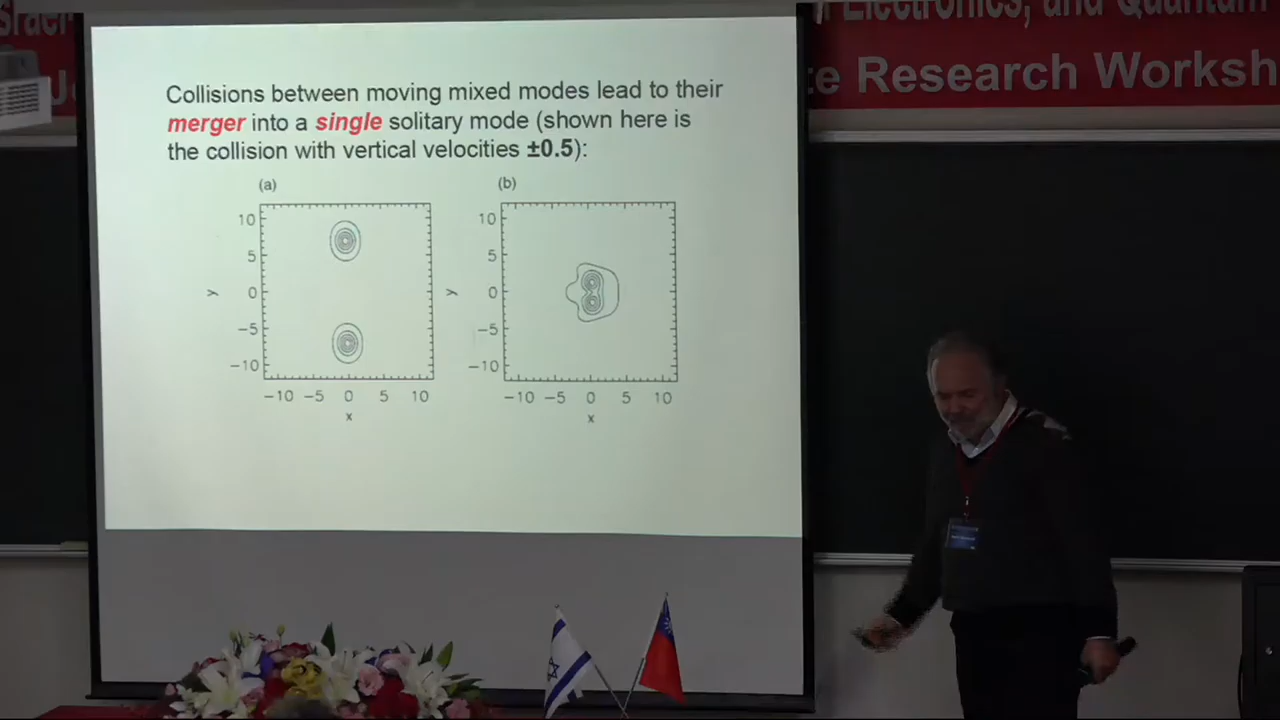 Electronics, and Quantum
Research Worksh
Collisions between moving mixed modes lead to their
merger into a single solitary mode (shown here is
the collision with vertical velocities ±0.5):
(a)
(b)
10
5
0
−5
−10
y
−10 −5 0 5 10
x
10
5
0
−5
−10
y
−10 −5 0 5 10
x